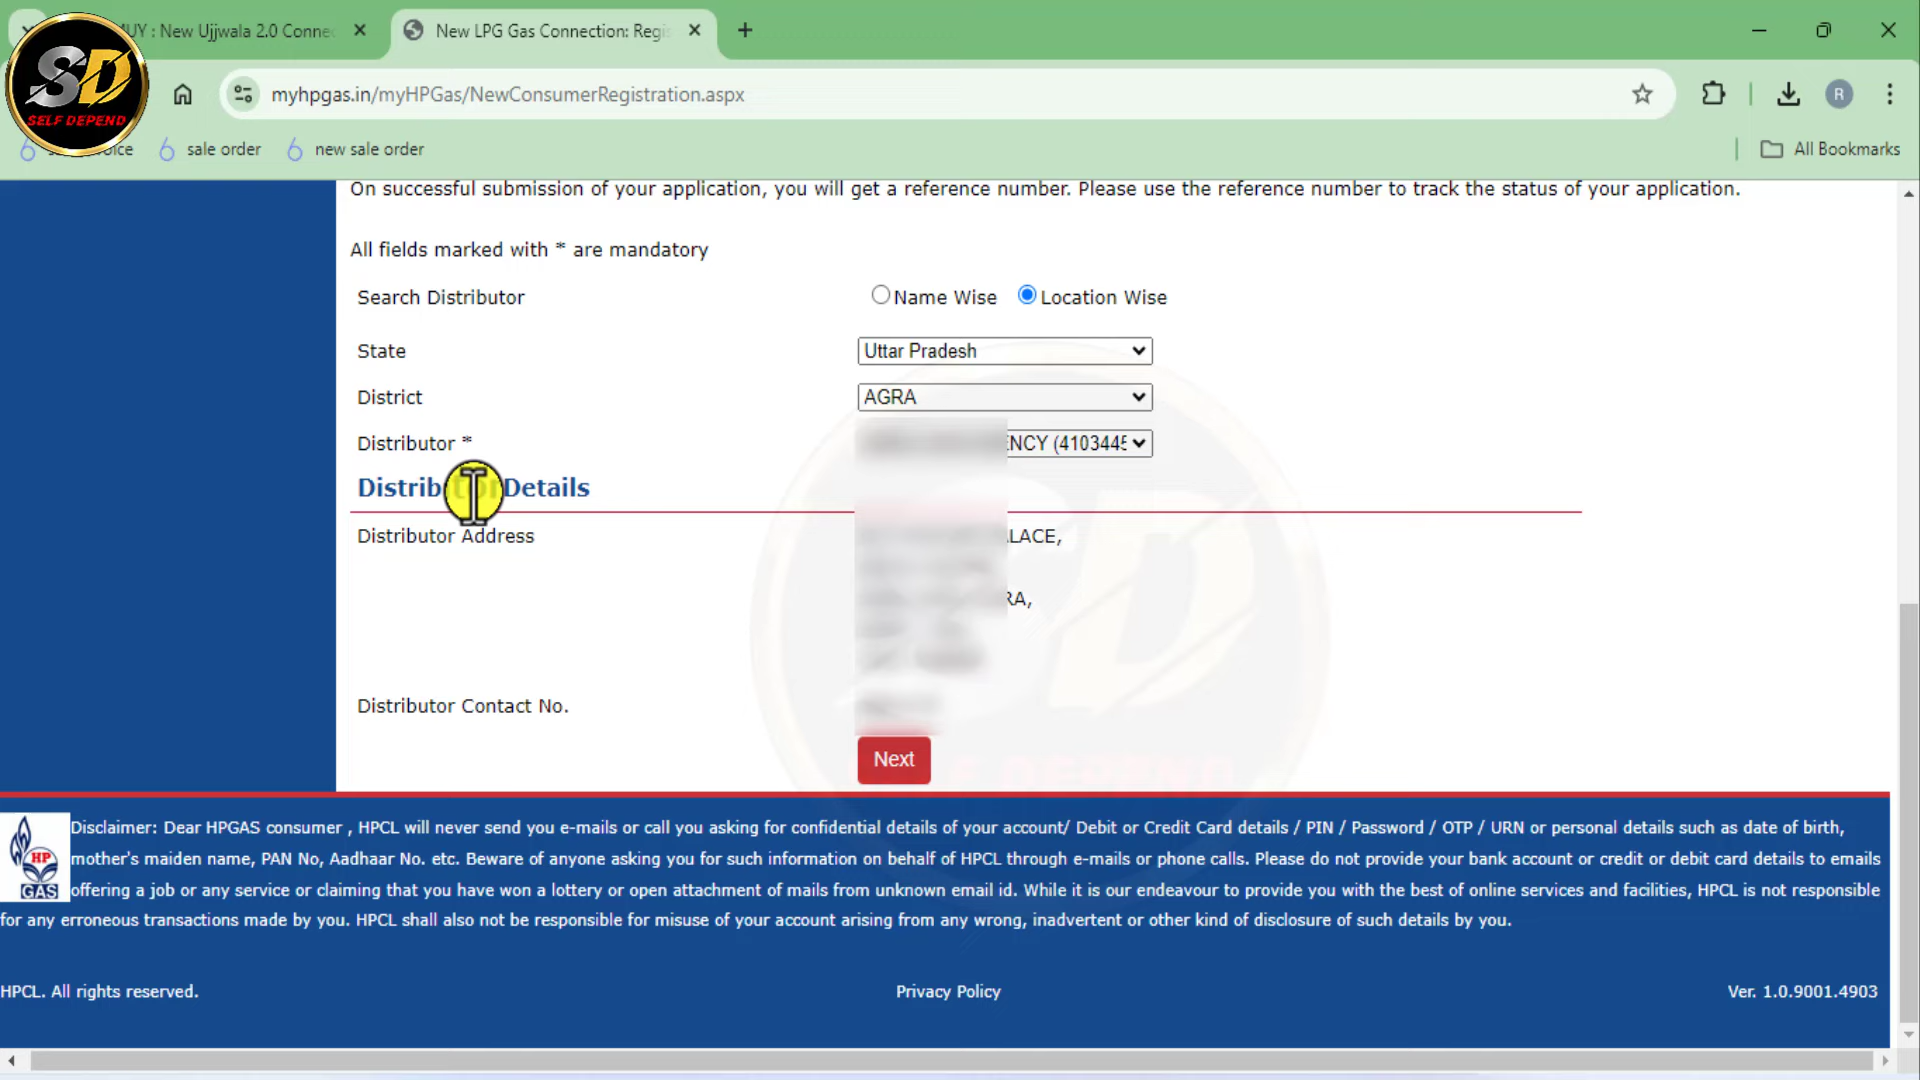 UY : New Ujjwala 2.0 Conne
New LPG Gas Connection: Regi
SD
SELF DEPEND
myhpgas.in/myHPGas/NewConsumerRegistration.aspx
sale order
new sale order
All Bookmarks
R
On successful submission of your application, you will get a reference number. Please use the reference number to track the status of your application.
All fields marked with * are mandatory
Search Distributor
Name Wise
Location Wise
State
Uttar Pradesh
District
AGRA
Distributor *
ENCY (4103445
Distributor Details
Distributor Address
LACE,
RA,
Distributor Contact No.
Next
SD
SELF DEPEND
HP
GAS
Disclaimer: Dear HPGAS consumer , HPCL will never send you e-mails or call you asking for confidential details of your account/ Debit or Credit Card details / PIN / Password / OTP / URN or personal details such as date of birth,
mother's maiden name, PAN No, Aadhaar No. etc. Beware of anyone asking you for such information on behalf of HPCL through e-mails or phone calls. Please do not provide your bank account or credit or debit card details to emails
offering a job or any service or claiming that you have won a lottery or open attachment of mails from unknown email id. While it is our endeavour to provide you with the best of online services and facilities, HPCL is not responsible
for any erroneous transactions made by you. HPCL shall also not be responsible for misuse of your account arising from any wrong, inadvertent or other kind of disclosure of such details by you.
HPCL. All rights reserved.
Privacy Policy
Ver. 1.0.9001.4903